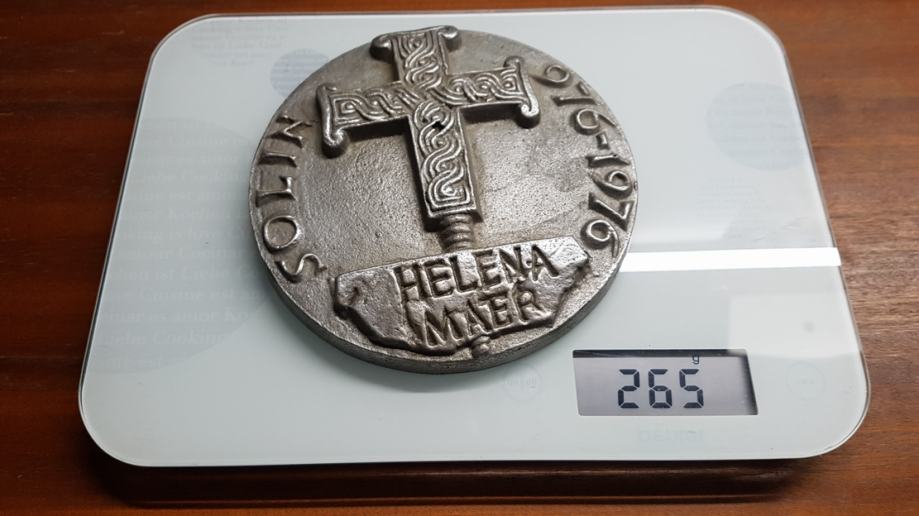 SOLIN
976-1976
HELENA
MAER
g
265